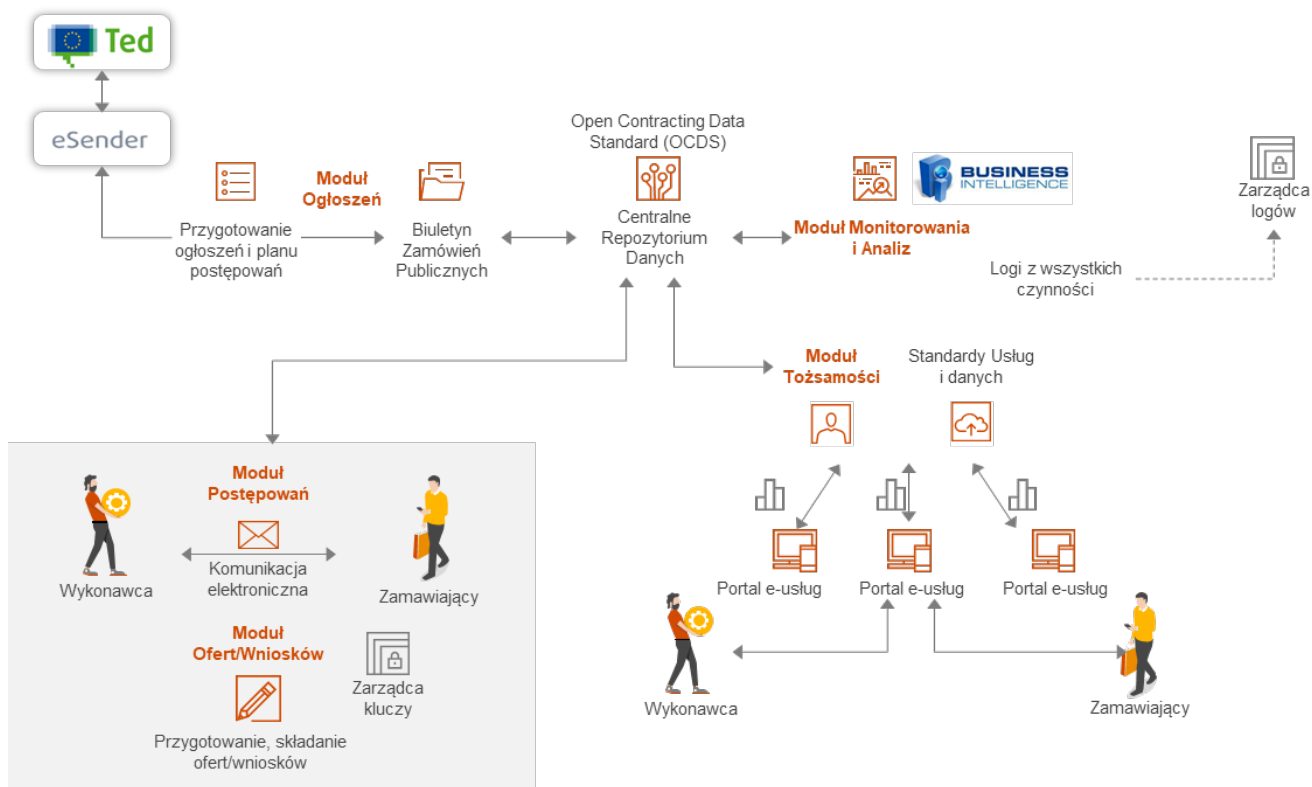 Ted
eSender
Moduł
Ogłoszeń
Przygotowanie
ogłoszeń i planu
postępowań
Biuletyn
Zamówień
Publicznych
Open Contracting Data
Standard (OCDS)
Centralne
Repozytorium
Danych
BUSINESS
INTELLIGENCE
Moduł Monitorowania
i Analiz
Zarządca
logów
Logi z wszystkich
czynności
Moduł
Tożsamości
Standardy Usług
i danych
Moduł
Postępowań
Komunikacja
elektroniczna
Wykonawca
Zamawiający
Moduł
Ofert/Wniosków
Zarządca
kluczy
Przygotowanie, składanie
ofert/wniosków
Portal e-usług
Portal e-usług
Portal e-usług
Wykonawca
Zamawiający